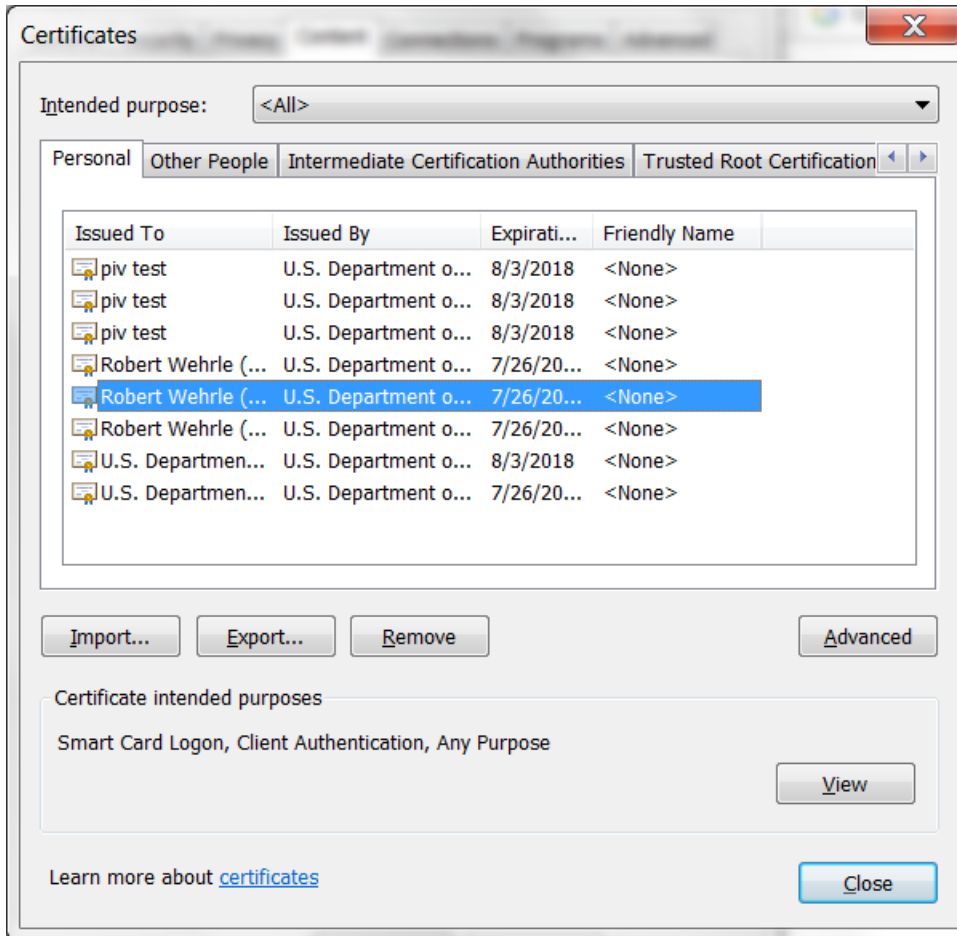 Certificates
Content
Intended purpose: <All>
Personal Other People Intermediate Certification Authorities Trusted Root Certification
Issued To Issued By Expirati... Friendly Name
piv test U.S. Department o... 8/3/2018 <None>
piv test U.S. Department o... 8/3/2018 <None>
piv test U.S. Department o... 8/3/2018 <None>
Robert Wehrle (... U.S. Department o... 7/26/20... <None>
Robert Wehrle (... U.S. Department o... 7/26/20... <None>
Robert Wehrle (... U.S. Department o... 7/26/20... <None>
U.S. Departmen... U.S. Department o... 8/3/2018 <None>
U.S. Departmen... U.S. Department o... 7/26/20... <None>
Import... Export... Remove Advanced
Certificate intended purposes
Smart Card Logon, Client Authentication, Any Purpose
View
Learn more about certificates
Close